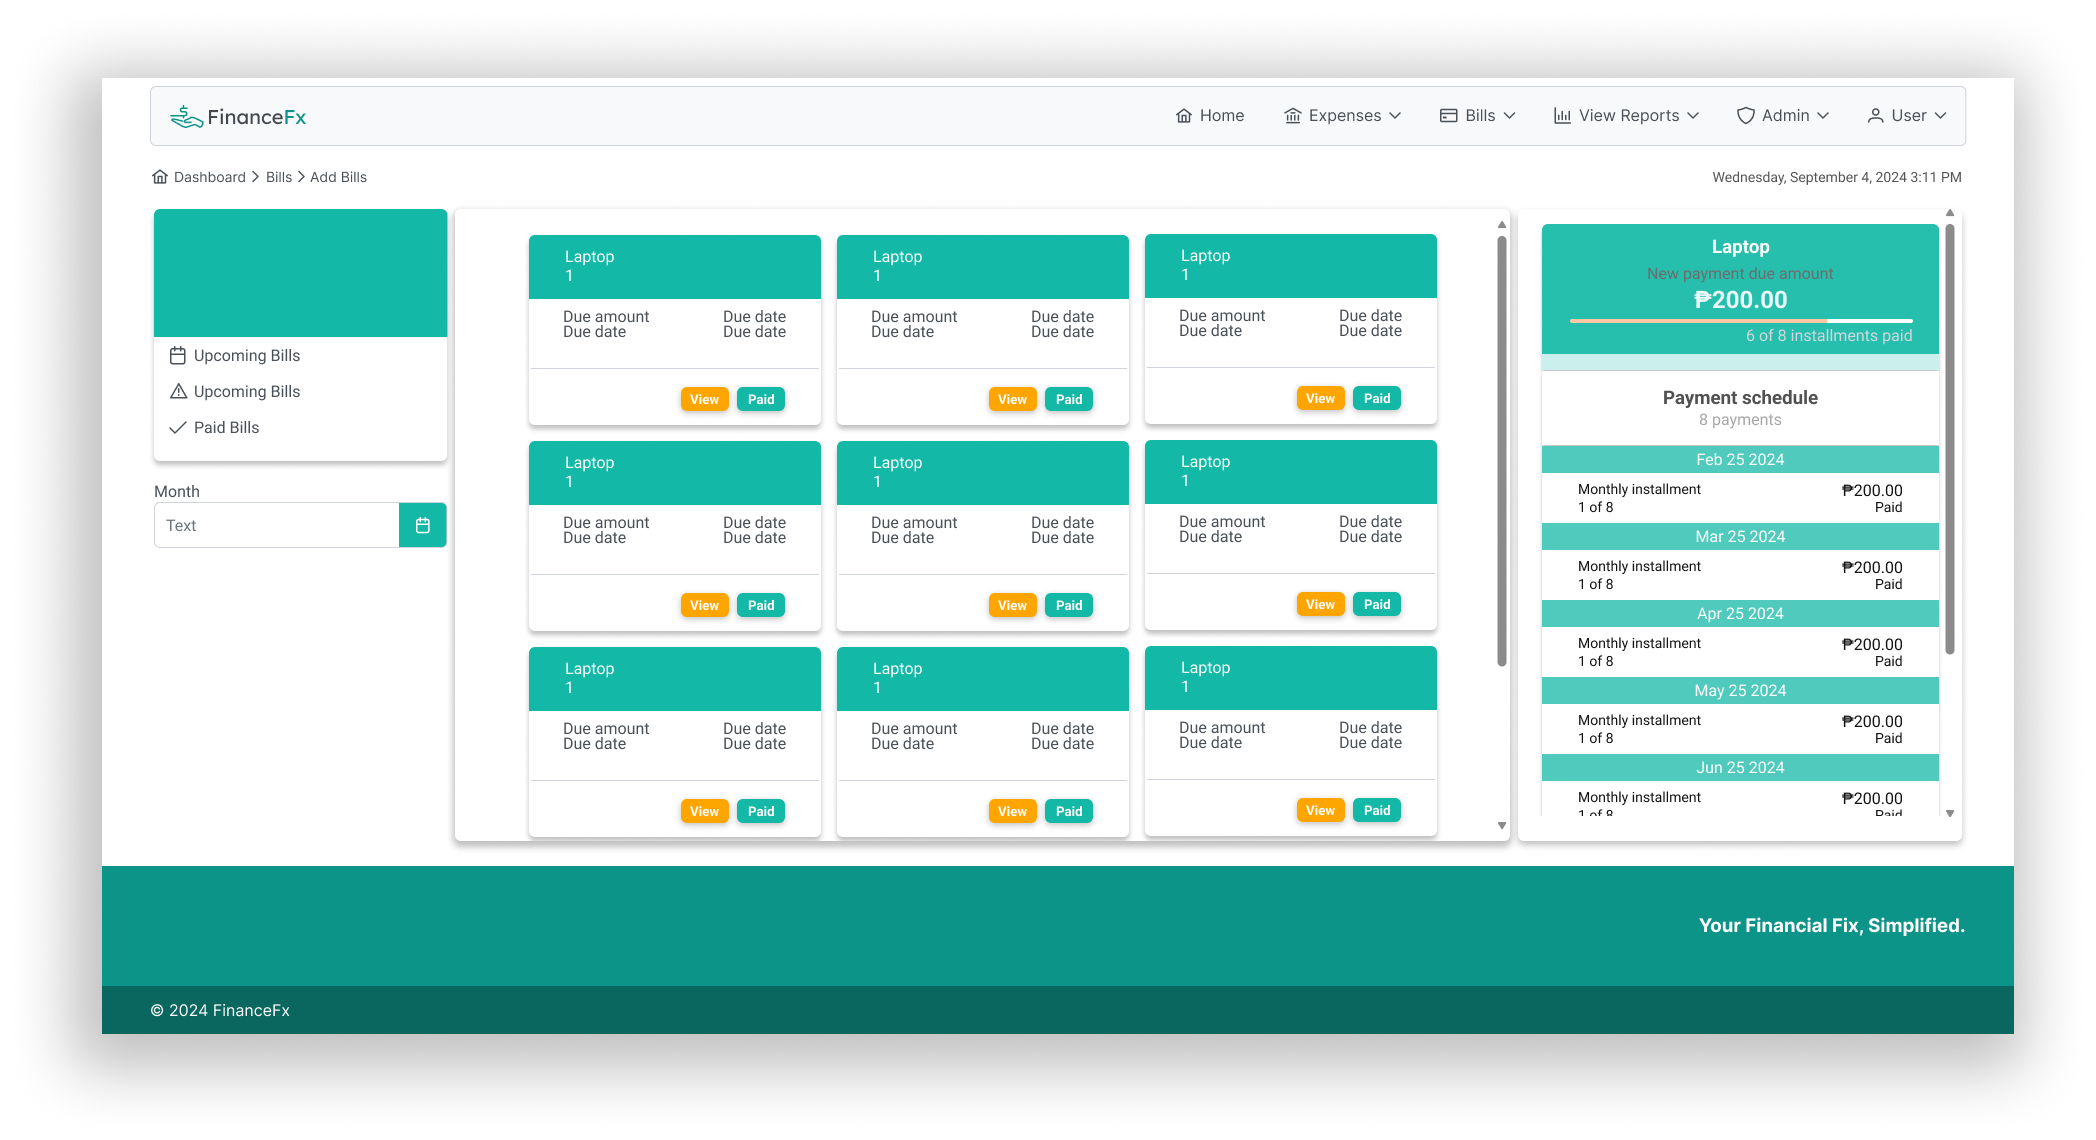 FinanceFx
Home Expenses Bills View Reports Admin User
Dashboard > Bills > Add Bills
Wednesday, September 4, 2024 3:11 PM
Upcoming Bills
Upcoming Bills
Paid Bills
Month
Text
Laptop
1
Due amount Due date
Due date Due date
View Paid
Laptop
1
Due amount Due date
Due date Due date
View Paid
Laptop
1
Due amount Due date
Due date Due date
View Paid
Laptop
1
Due amount Due date
Due date Due date
View Paid
Laptop
1
Due amount Due date
Due date Due date
View Paid
Laptop
1
Due amount Due date
Due date Due date
View Paid
Laptop
1
Due amount Due date
Due date Due date
View Paid
Laptop
1
Due amount Due date
Due date Due date
View Paid
Laptop
1
Due amount Due date
Due date Due date
View Paid
Laptop
New payment due amount
₱200.00
6 of 8 installments paid
Payment schedule
8 payments
Feb 25 2024
Monthly installment ₱200.00
1 of 8 Paid
Mar 25 2024
Monthly installment ₱200.00
1 of 8 Paid
Apr 25 2024
Monthly installment ₱200.00
1 of 8 Paid
May 25 2024
Monthly installment ₱200.00
1 of 8 Paid
Jun 25 2024
Monthly installment ₱200.00
1 of 8 Paid
Your Financial Fix, Simplified.
© 2024 FinanceFx